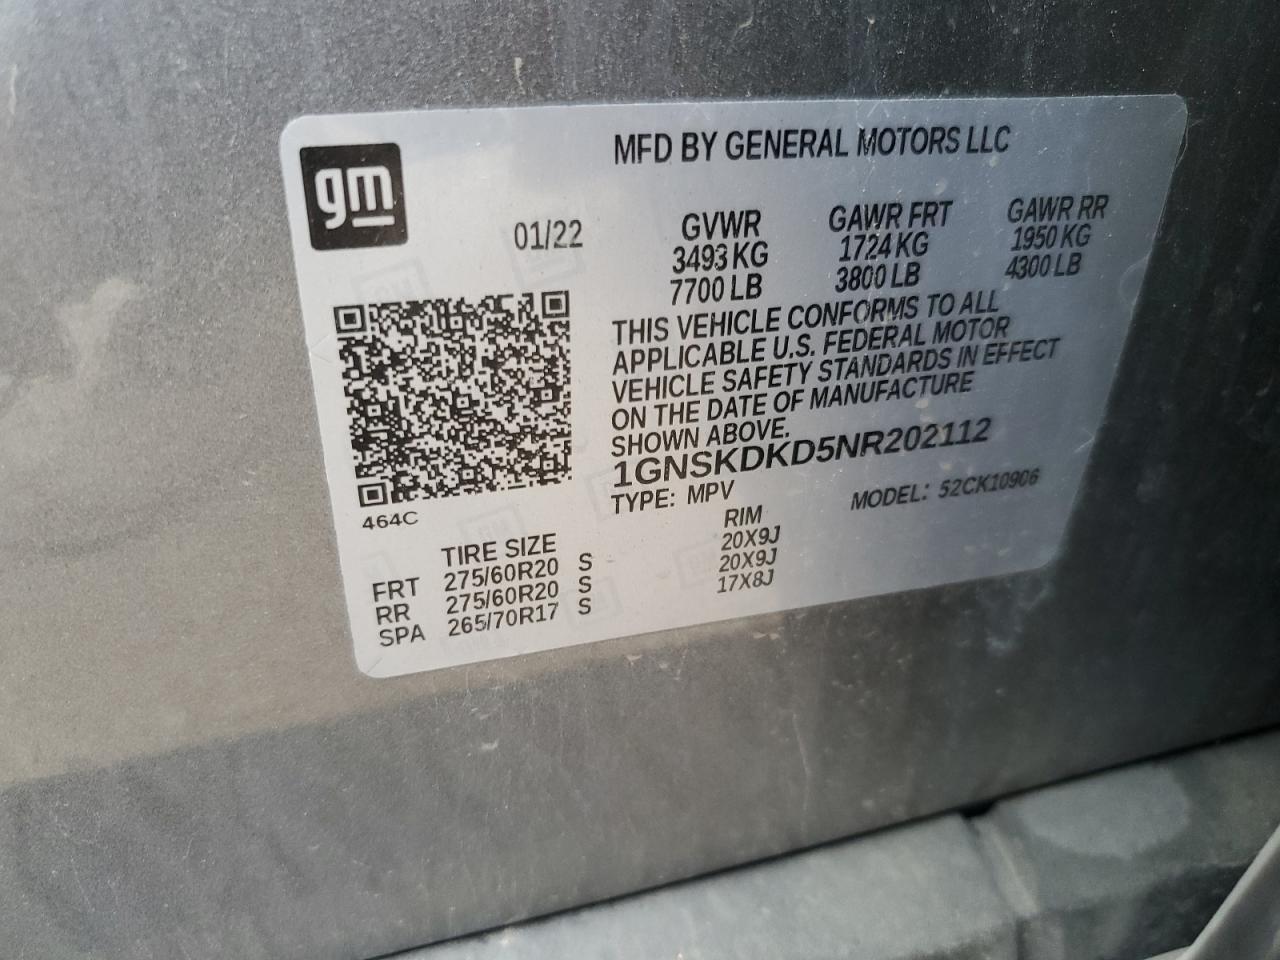 gm
MFD BY GENERAL MOTORS LLC
01/22
GVWR GAWR FRT GAWR RR
3493 KG 1724 KG 1950 KG
7700 LB 3800 LB 4300 LB
THIS VEHICLE CONFORMS TO ALL
APPLICABLE U.S. FEDERAL MOTOR
VEHICLE SAFETY STANDARDS IN EFFECT
ON THE DATE OF MANUFACTURE
SHOWN ABOVE.
1GNSKDKD5NR202112
TYPE: MPV MODEL: 52CK10906
464C
TIRE SIZE RIM
FRT 275/60R20 S 20X9J
RR 275/60R20 S 20X9J
SPA 265/70R17 S 17X8J